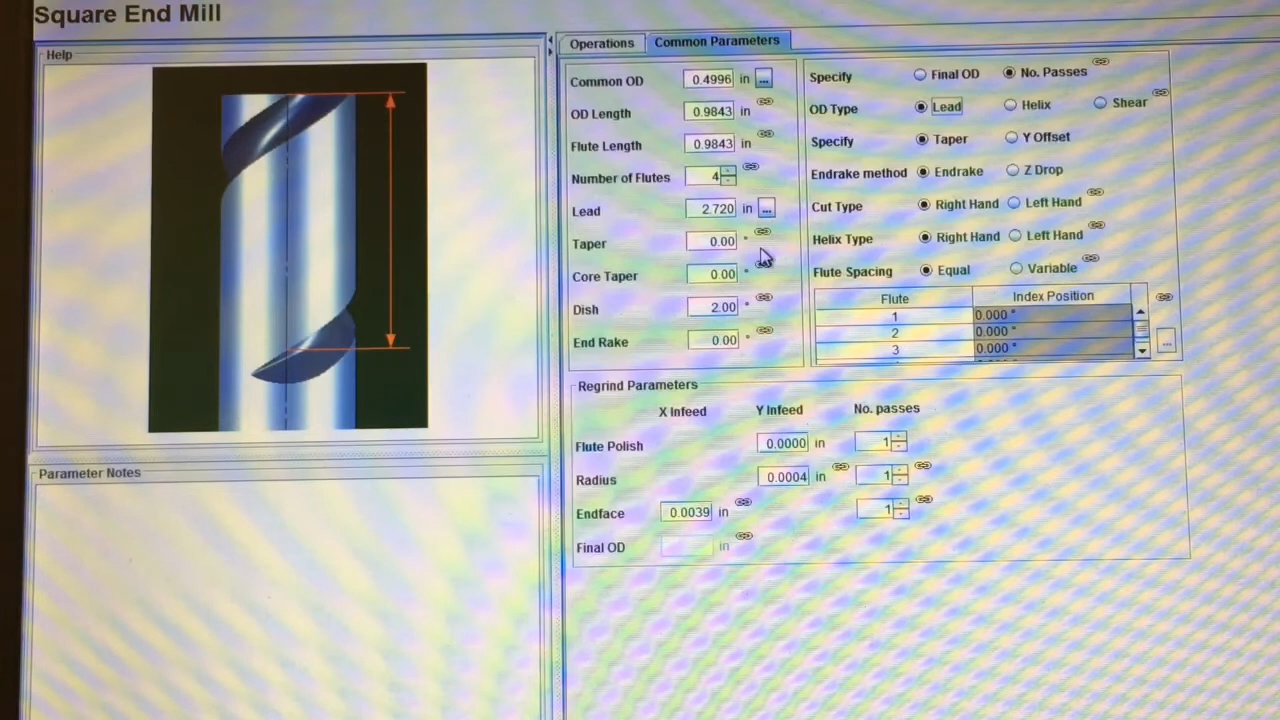 Square End Mill
Help
Parameter Notes
Operations
Common Parameters
Common OD 0.4996 in ...
OD Length 0.9843 in
Flute Length 0.9843 in
Number of Flutes 4
Lead 2.720 in ...
Taper 0.00 °
Core Taper 0.00 °
Dish 2.00 °
End Rake 0.00 °
Specify Final OD No. Passes
OD Type Lead Helix Shear
Specify Taper Y Offset
Endrake method Endrake Z Drop
Cut Type Right Hand Left Hand
Helix Type Right Hand Left Hand
Flute Spacing Equal Variable
Flute Index Position
1 0.000 °
2 0.000 °
3 0.000 °
...
Regrind Parameters
X Infeed Y Infeed No. passes
Flute Polish 0.0000 in 1
Radius 0.0004 in 1
Endface 0.0039 in 1
Final OD in